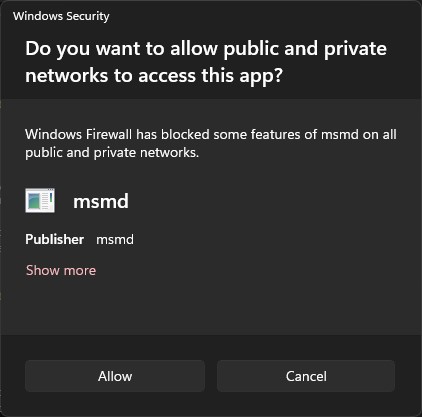 Windows Security
Do you want to allow public and private
networks to access this app?
Windows Firewall has blocked some features of msmd on all
public and private networks.
msmd
Publisher msmd
Show more
Allow
Cancel